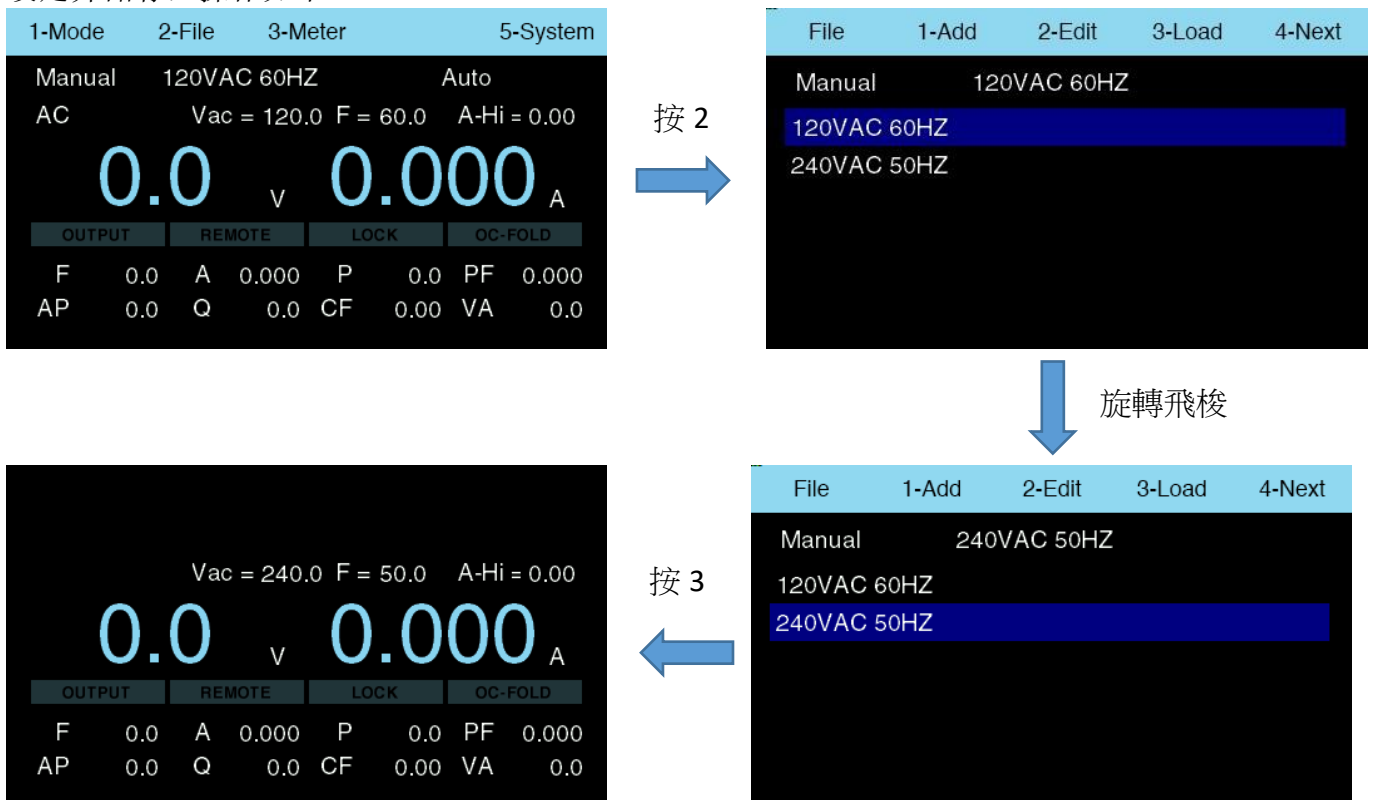 1-Mode 2-File 3-Meter 5-System
Manual 120VAC 60HZ Auto
AC Vac = 120.0 F = 60.0 A-Hi = 0.00
0.0 V 0.000 A
OUTPUT REMOTE LOCK OC-FOLD
F 0.0 A 0.000 P 0.0 PF 0.000
AP 0.0 Q 0.0 CF 0.00 VA 0.0
按 2
File 1-Add 2-Edit 3-Load 4-Next
Manual 120VAC 60HZ
120VAC 60HZ
240VAC 50HZ
旋轉飛梭
File 1-Add 2-Edit 3-Load 4-Next
Manual 240VAC 50HZ
120VAC 60HZ
240VAC 50HZ
按 3
Vac = 240.0 F = 50.0 A-Hi = 0.00
0.0 V 0.000 A
OUTPUT REMOTE LOCK OC-FOLD
F 0.0 A 0.000 P 0.0 PF 0.000
AP 0.0 Q 0.0 CF 0.00 VA 0.0